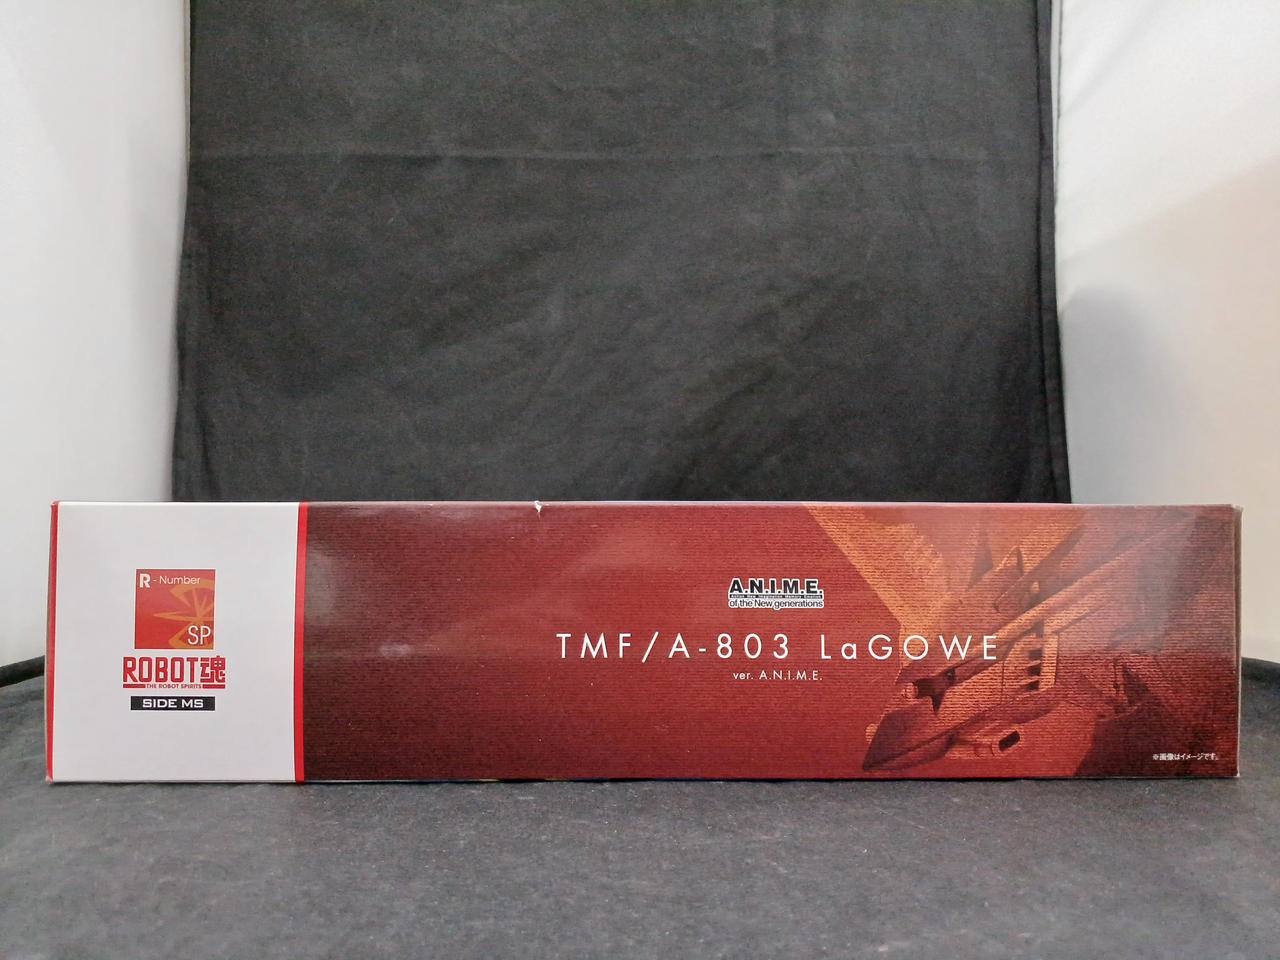 R - Number
SP
ROBOT魂
THE ROBOT SPIRITS
SIDE MS
A.N.I.M.E.
of the New generations
TMF/A-803 LaGOWE
ver. A.N.I.M.E.
※画像はイメージです。